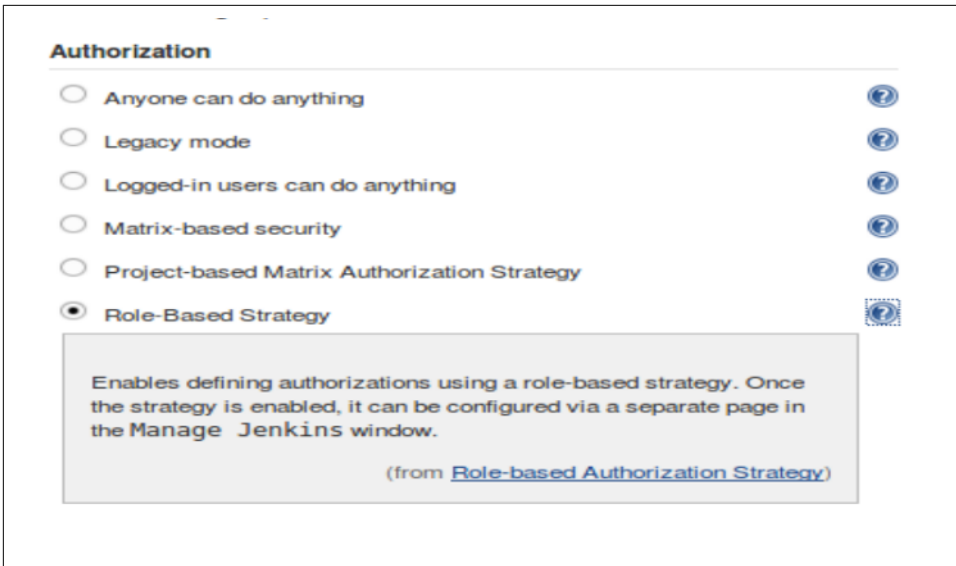 Authorization
Anyone can do anything
Legacy mode
Logged-in users can do anything
Matrix-based security
Project-based Matrix Authorization Strategy
Role-Based Strategy
Enables defining authorizations using a role-based strategy. Once
the strategy is enabled, it can be configured via a separate page in
the Manage Jenkins window.
(from Role-based Authorization Strategy)